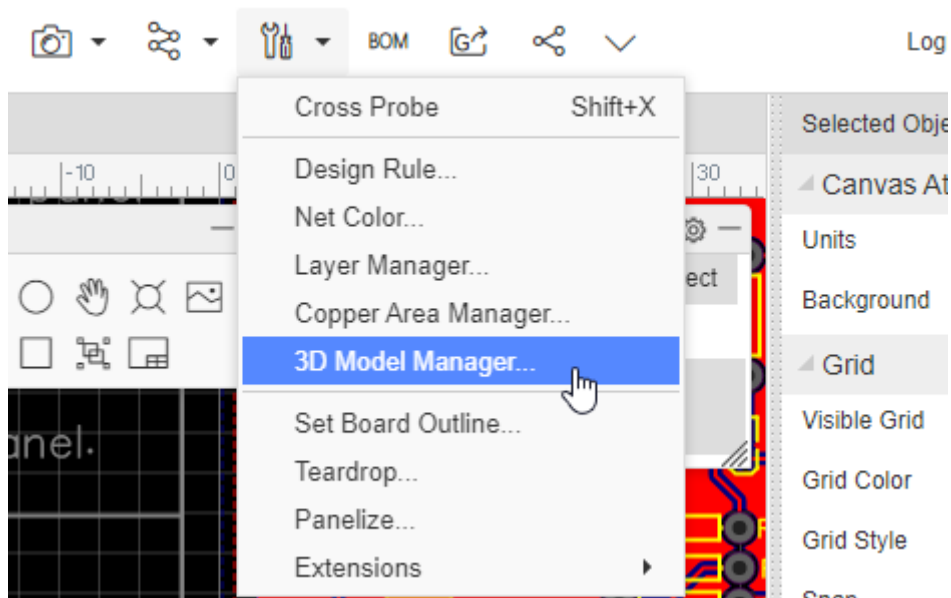 BOM
Log
Cross Probe Shift+X
Selected Obje
-10 0 30
Design Rule...
Canvas At
Net Color...
Units
Layer Manager...
ect
Copper Area Manager...
Background
3D Model Manager...
Grid
Set Board Outline...
Visible Grid
anel.
Teardrop...
Grid Color
Panelize...
Grid Style
Extensions